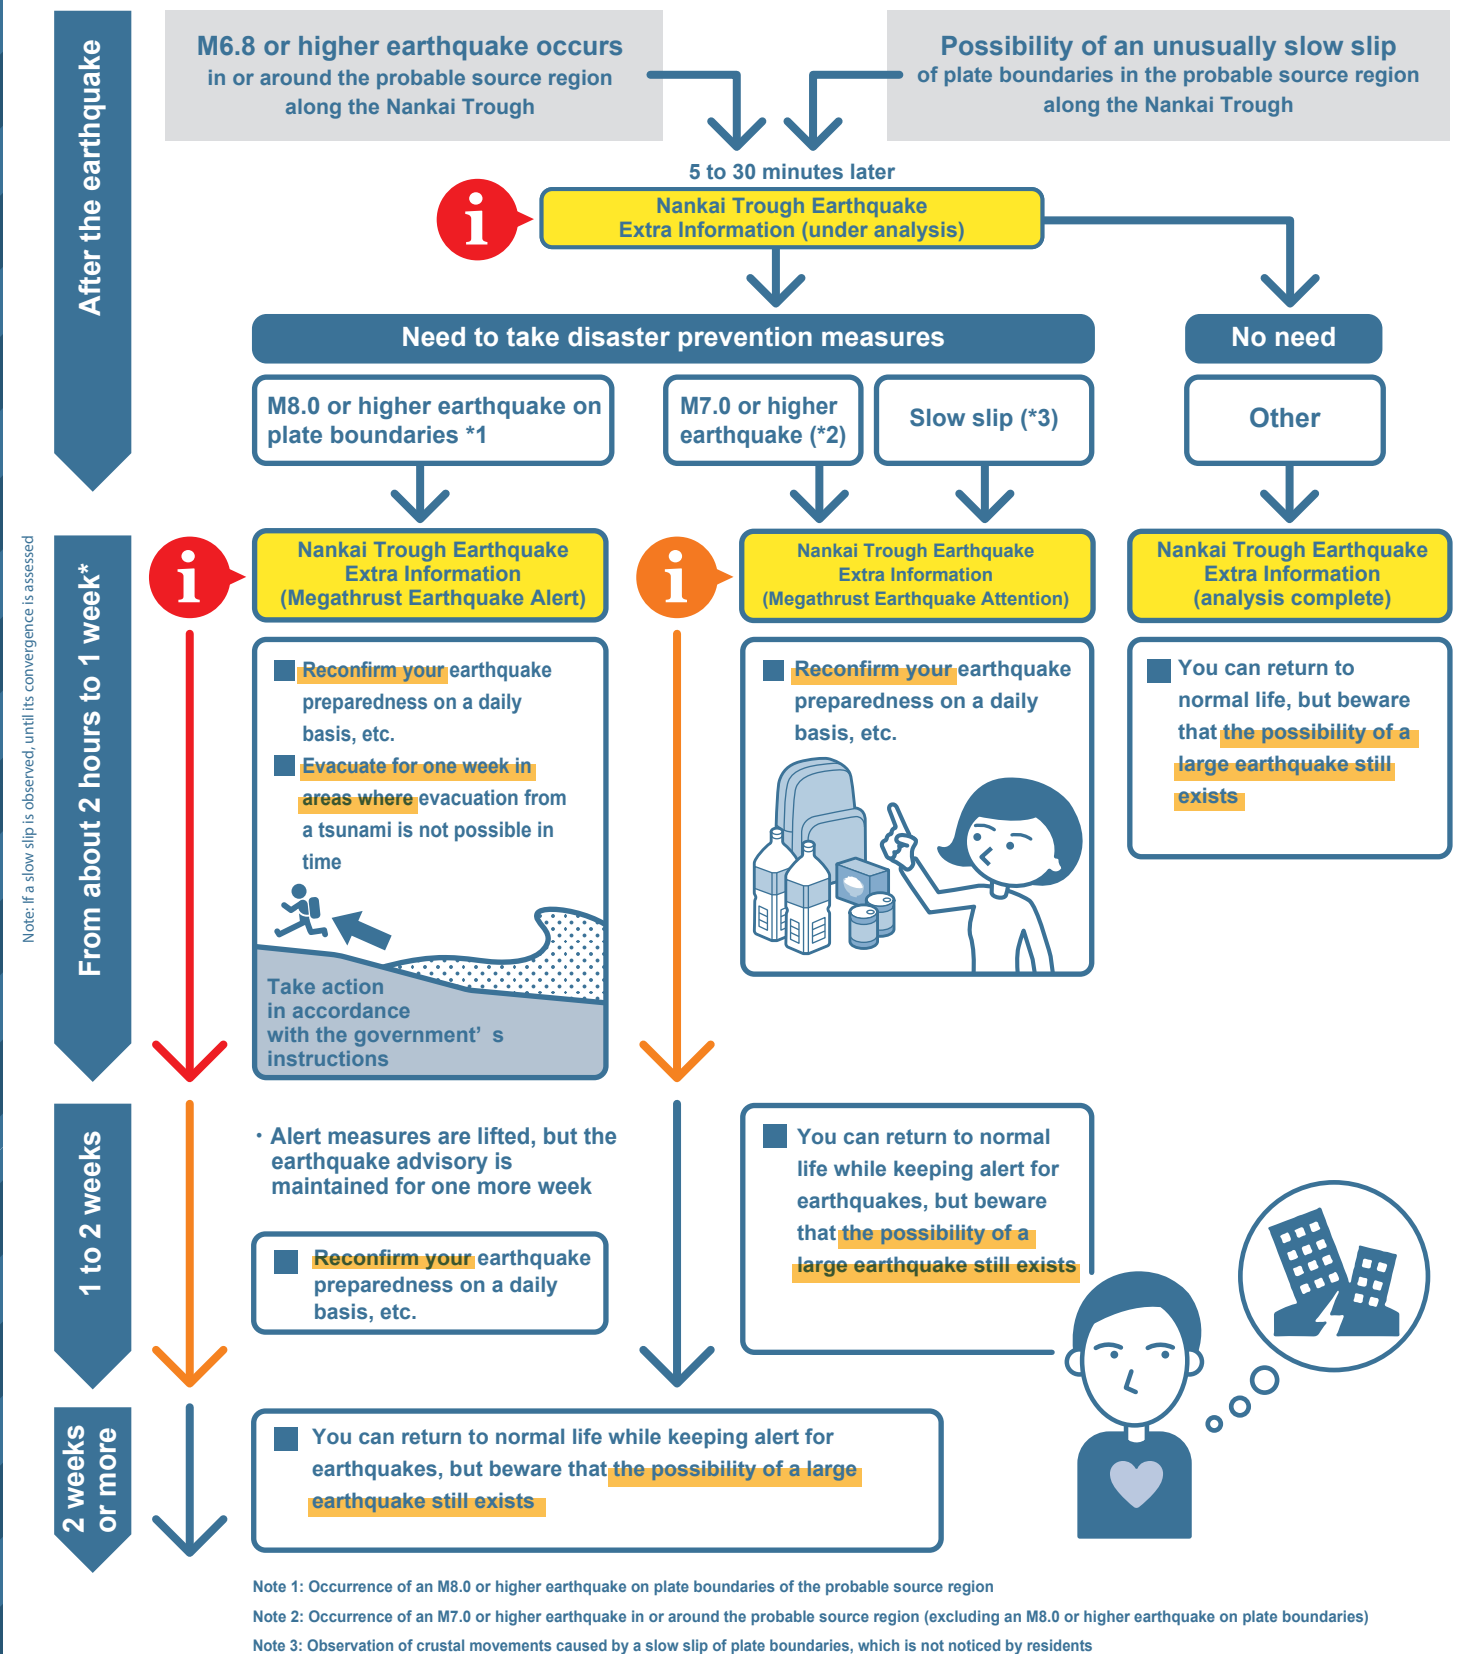 After the earthquake
M6.8 or higher earthquake occurs
in or around the probable source region
along the Nankai Trough
Possibility of an unusually slow slip
of plate boundaries in the probable source region
along the Nankai Trough
5 to 30 minutes later
i
Nankai Trough Earthquake
Extra Information (under analysis)
Need to take disaster prevention measures
No need
M8.0 or higher earthquake on
plate boundaries *1
M7.0 or higher
earthquake (*2)
Slow slip (*3)
Other
Note: If a slow slip is observed, until its convergence is assessed
From about 2 hours to 1 week*
i
Nankai Trough Earthquake
Extra Information
(Megathrust Earthquake Alert)
i
Nankai Trough Earthquake
Extra Information
(Megathrust Earthquake Attention)
Nankai Trough Earthquake
Extra Information
(analysis complete)
Reconfirm your earthquake
preparedness on a daily
basis, etc.
Evacuate for one week in
areas where evacuation from
a tsunami is not possible in
time
Take action
in accordance
with the government’ s
instructions
Reconfirm your earthquake
preparedness on a daily
basis, etc.
You can return to
normal life, but beware
that the possibility of a
large earthquake still
exists
1 to 2 weeks
・Alert measures are lifted, but the
earthquake advisory is
maintained for one more week
Reconfirm your earthquake
preparedness on a daily
basis, etc.
You can return to normal
life while keeping alert for
earthquakes, but beware
that the possibility of a
large earthquake still exists
2 weeks
or more
You can return to normal life while keeping alert for
earthquakes, but beware that the possibility of a large
earthquake still exists
Note 1: Occurrence of an M8.0 or higher earthquake on plate boundaries of the probable source region
Note 2: Occurrence of an M7.0 or higher earthquake in or around the probable source region (excluding an M8.0 or higher earthquake on plate boundaries)
Note 3: Observation of crustal movements caused by a slow slip of plate boundaries, which is not noticed by residents